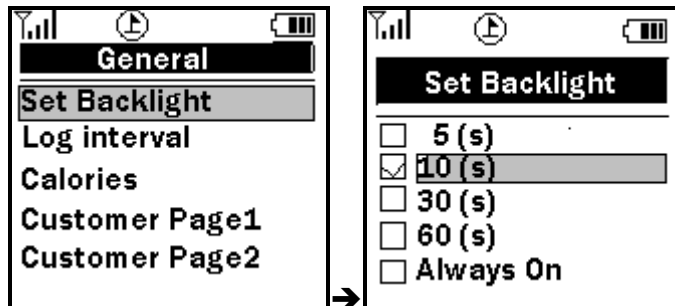 General
Set Backlight
Log interval
Calories
Customer Page1
Customer Page2
➔
Set Backlight
5 (s)
10 (s)
30 (s)
60 (s)
Always On